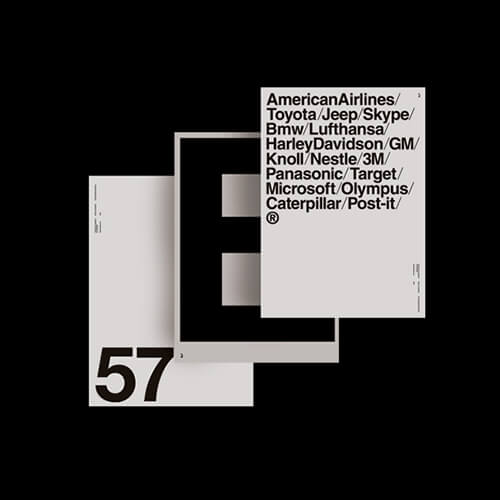 AmericanAirlines/
Toyota/Jeep/Skype/
Bmw/Lufthansa/
HarleyDavidson/GM/
Knoll/Nestle/3M/
Panasonic/Target/
Microsoft/Olympus/
Caterpillar/Post-it/
®
E
57